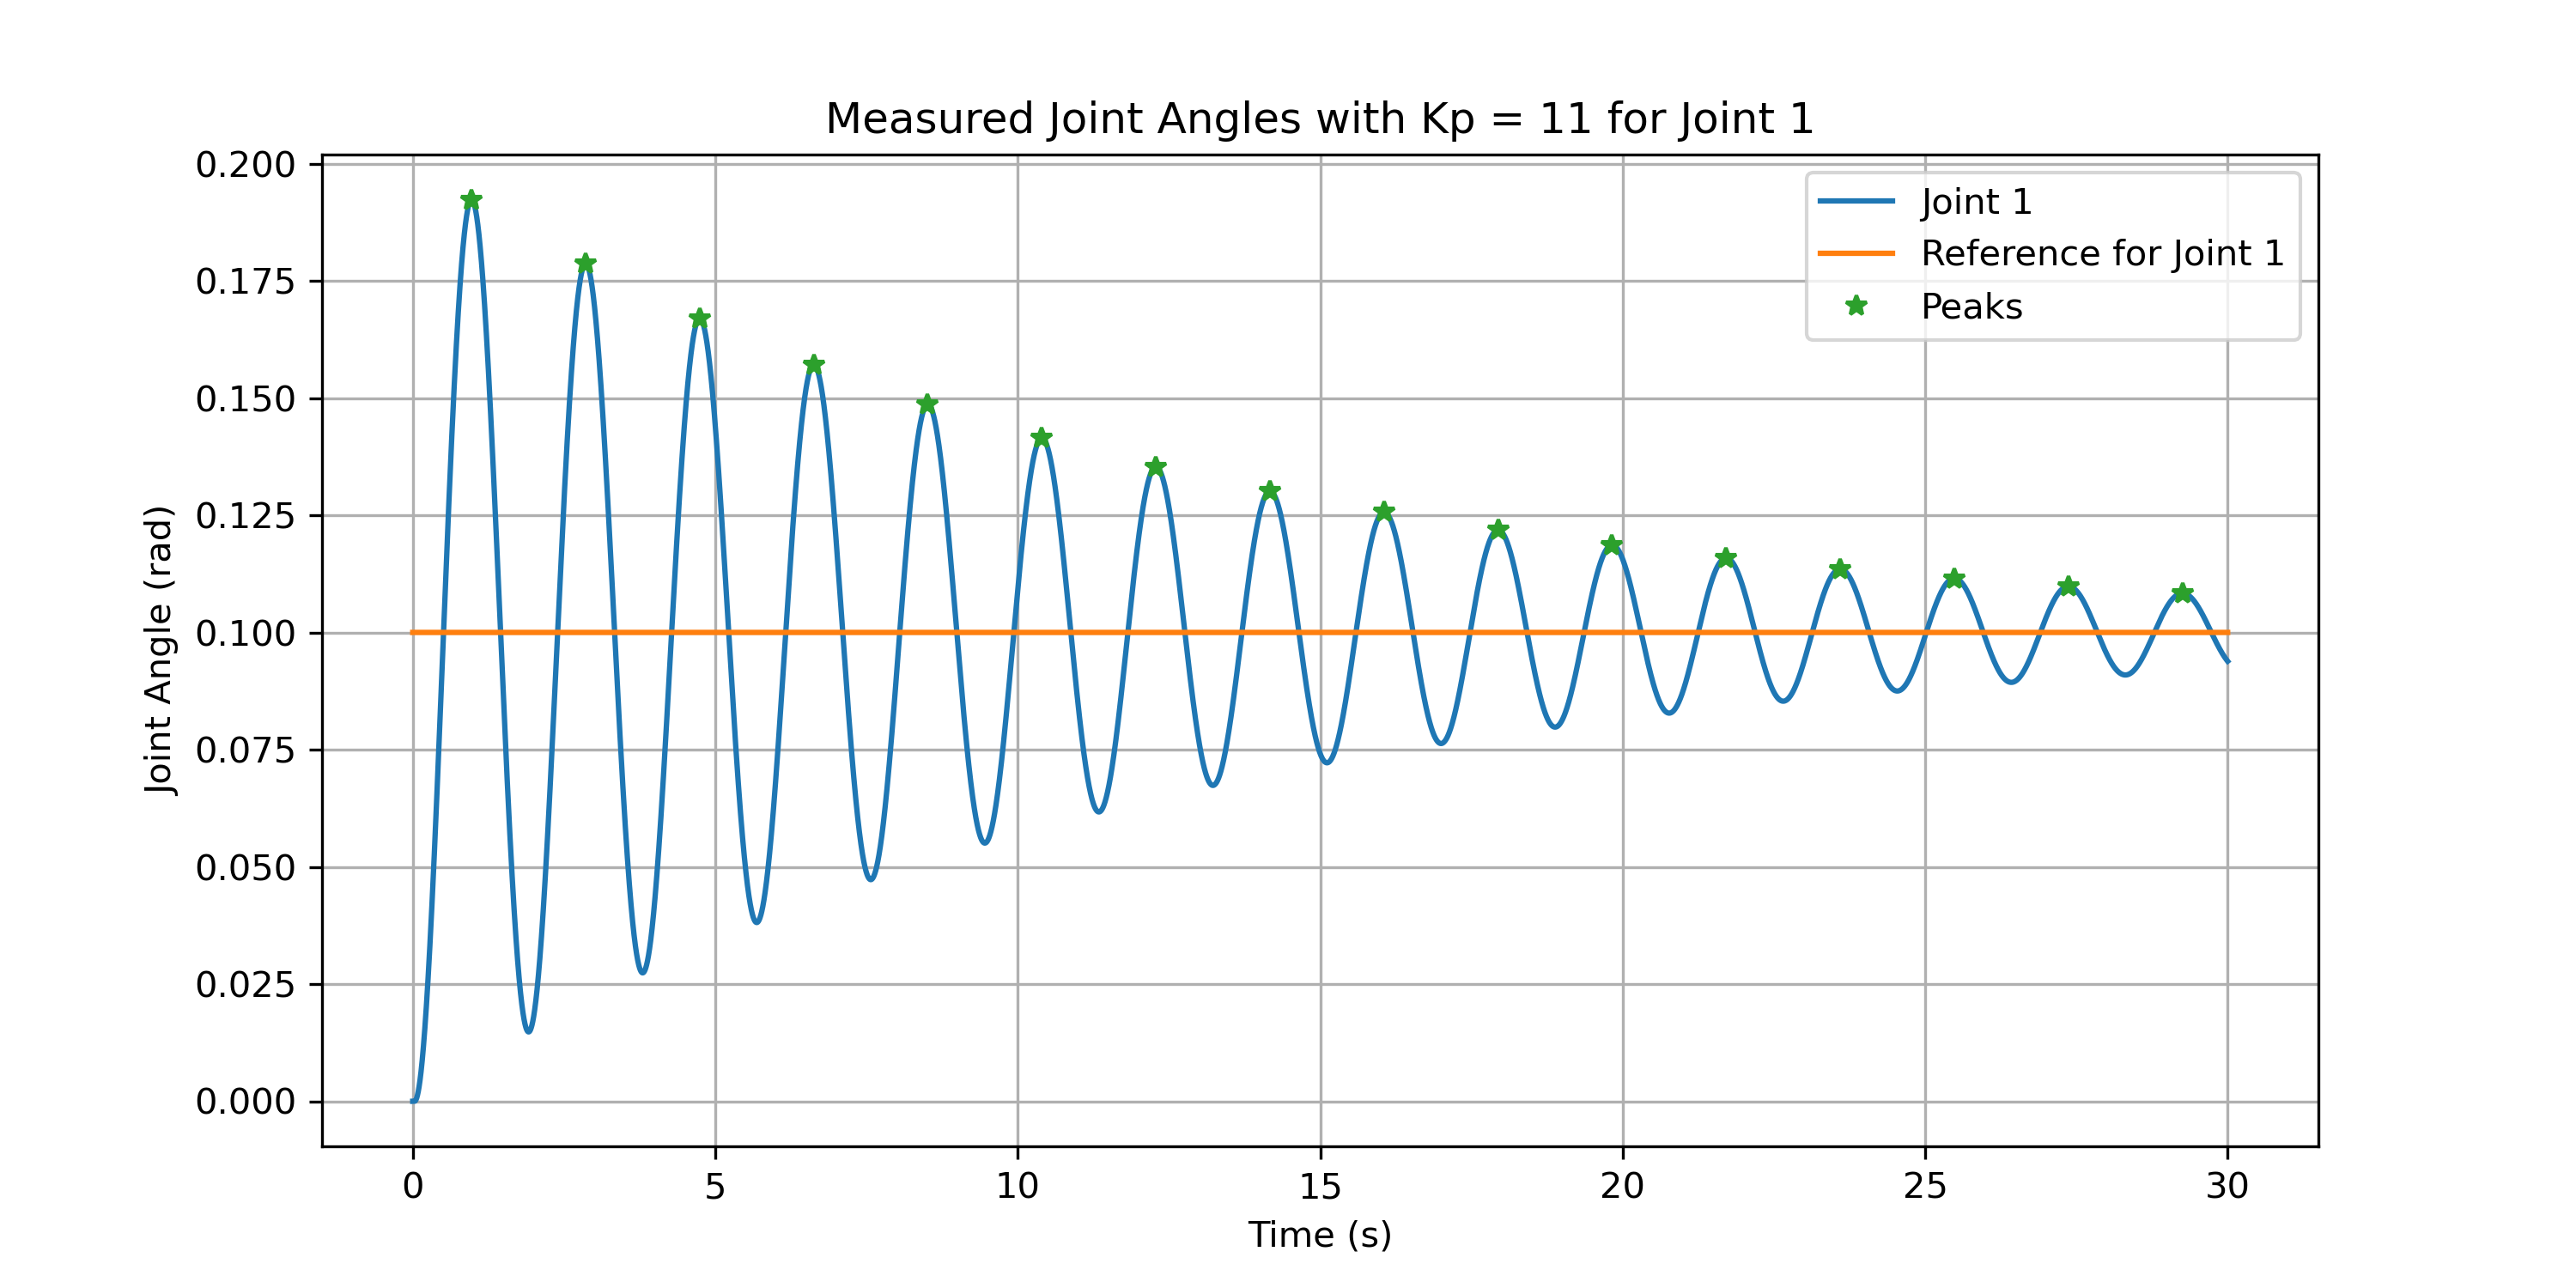 Measured Joint Angles with Kp = 11 for Joint 1
Joint 1
Reference for Joint 1
Peaks
Joint Angle (rad)
0.200
0.175
0.150
0.125
0.100
0.075
0.050
0.025
0.000
0 5 10 15 20 25 30
Time (s)